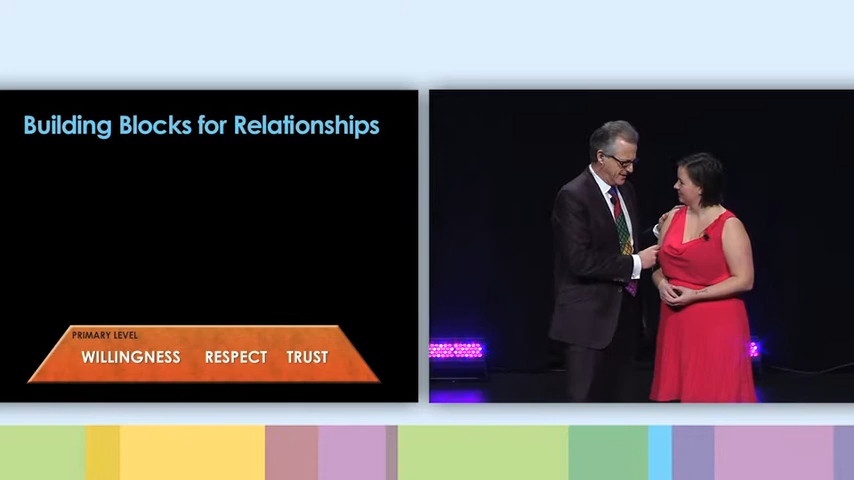 Building Blocks for Relationships
PRIMARY LEVEL
WILLINGNESS RESPECT TRUST